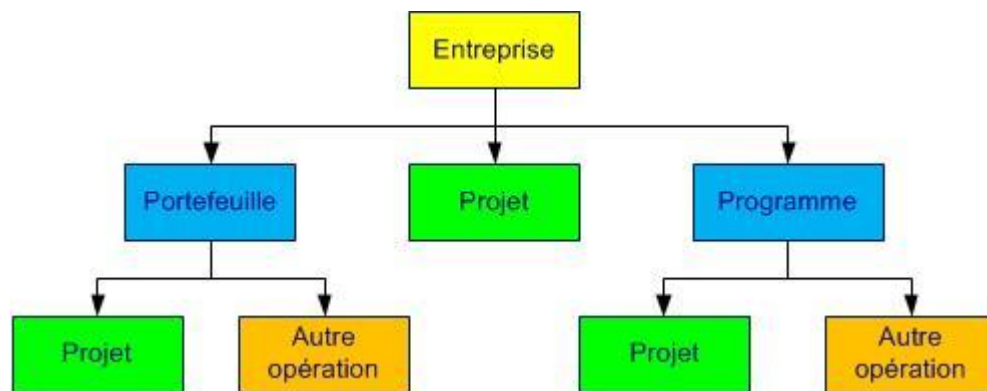 Entreprise
Portefeuille
Projet
Programme
Projet
Autre
opération
Projet
Autre
opération